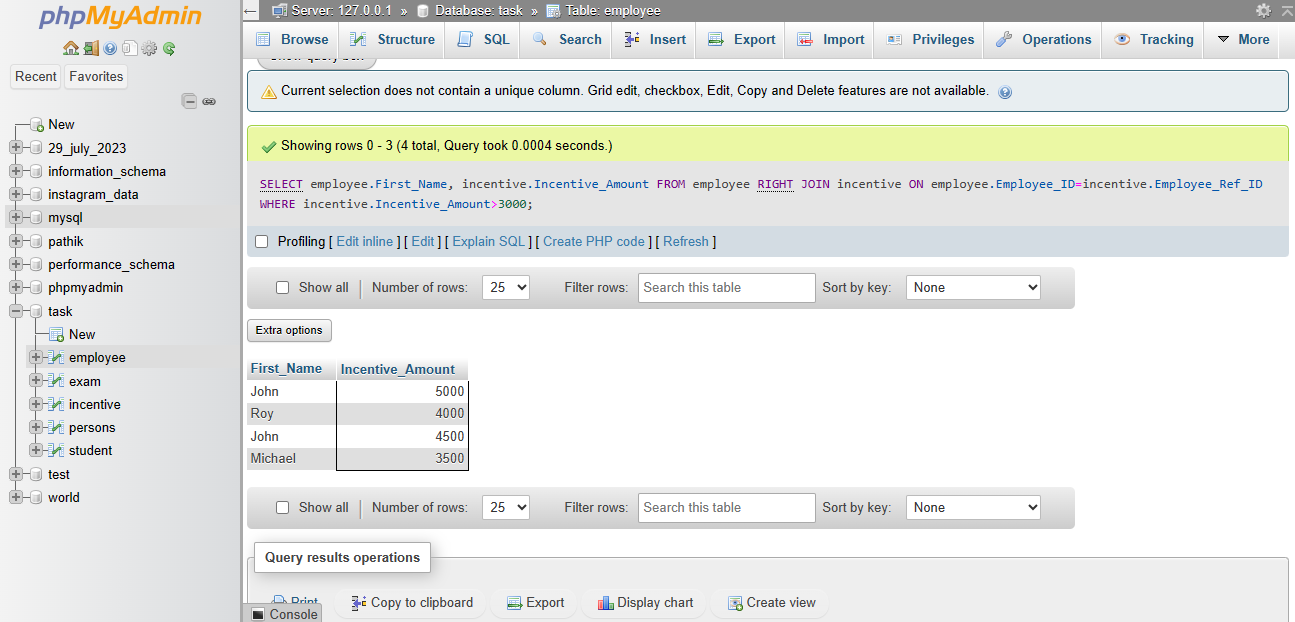 phpMyAdmin
Recent Favorites
New
29_july_2023
information_schema
instagram_data
mysql
pathik
performance_schema
phpmyadmin
task
New
employee
exam
incentive
persons
student
test
world
Server: 127.0.0.1 » Database: task » Table: employee
Browse Structure SQL Search Insert Export Import Privileges Operations Tracking More
Show query box
Current selection does not contain a unique column. Grid edit, checkbox, Edit, Copy and Delete features are not available.
Showing rows 0 - 3 (4 total, Query took 0.0004 seconds.)
SELECT employee.First_Name, incentive.Incentive_Amount FROM employee RIGHT JOIN incentive ON employee.Employee_ID=incentive.Employee_Ref_ID
WHERE incentive.Incentive_Amount>3000;
Profiling [ Edit inline ] [ Edit ] [ Explain SQL ] [ Create PHP code ] [ Refresh ]
Show all Number of rows: 25 Filter rows: Search this table Sort by key: None
Extra options
First_Name Incentive_Amount
John 5000
Roy 4000
John 4500
Michael 3500
Show all Number of rows: 25 Filter rows: Search this table Sort by key: None
Query results operations
Print Copy to clipboard Export Display chart Create view
Console